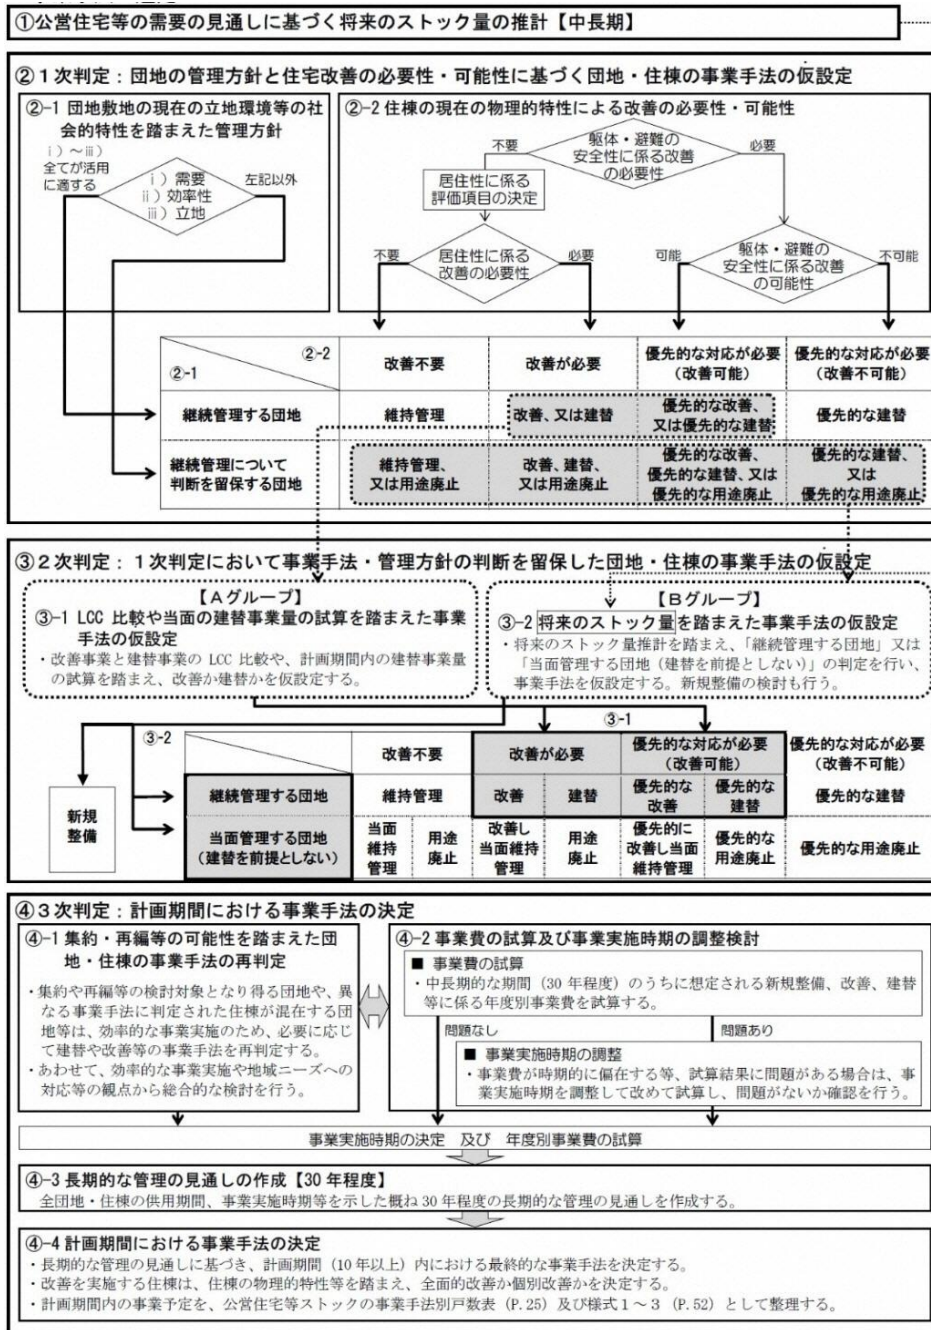 ①公営住宅等の需要の見通しに基づく将来のストック量の推計【中長期】
②１次判定：団地の管理方針と住宅改善の必要性・可能性に基づく団地・住棟の事業手法の仮設定
②-1 団地敷地の現在の立地環境等の社
会的特性を踏まえた管理方針
ⅰ）～ⅲ）
全てが活用
に適する
ⅰ）需要
ⅱ）効率性
ⅲ）立地
左記以外
②-2 住棟の現在の物理的特性による改善の必要性・可能性
不要
躯体・避難の
安全性に係る改善
の必要性
必要
居住性に係る
評価項目の決定
不要
居住性に係る
改善の必要性
必要
可能
躯体・避難の
安全性に係る改善
の可能性
不可能
②-2
②-1
改善不要
改善が必要
優先的な対応が必要
（改善可能）
優先的な対応が必要
（改善不可能）
継続管理する団地
維持管理
改善、又は建替
優先的な改善、
又は優先的な建替
優先的な建替
継続管理について
判断を留保する団地
維持管理、
又は用途廃止
改善、建替、
又は用途廃止
優先的な改善、
優先的な建替、又は
優先的な用途廃止
優先的な建替、
又は
優先的な用途廃止
③２次判定：１次判定において事業手法・管理方針の判断を留保した団地・住棟の事業手法の仮設定
【Ａグループ】
③-1 LCC 比較や当面の建替事業量の試算を踏まえた事業
手法の仮設定
・改善事業と建替事業の LCC 比較や、計画期間内の建替事業量
の試算を踏まえ、改善か建替かを仮設定する。
【Ｂグループ】
③-2 将来のストック量を踏まえた事業手法の仮設定
・将来のストック量推計を踏まえ、「継続管理する団地」又は
「当面管理する団地（建替を前提としない）」の判定を行い、
事業手法を仮設定する。新規整備の検討も行う。
③-1
③-2
改善不要
改善が必要
優先的な対応が必要
（改善可能）
優先的な対応が必要
（改善不可能）
新規
整備
継続管理する団地
維持管理
改善
建替
優先的な
改善
優先的な
建替
優先的な建替
当面管理する団地
（建替を前提としない）
当面
維持
管理
用途
廃止
改善し
当面維持
管理
用途
廃止
優先的に
改善し当面
維持管理
優先的な
用途廃止
優先的な用途廃止
④３次判定：計画期間における事業手法の決定
④-1 集約・再編等の可能性を踏まえた団
地・住棟の事業手法の再判定
・集約や再編等の検討対象となり得る団地や、異
なる事業手法に判定された住棟が混在する団
地等は、効率的な事業実施のため、必要に応じ
て建替や改善等の事業手法を再判定する。
・あわせて、効率的な事業実施や地域ニーズへの
対応等の観点から総合的な検討を行う。
④-2 事業費の試算及び事業実施時期の調整検討
■ 事業費の試算
・中長期的な期間（30 年程度）のうちに想定される新規整備、改善、建替
等に係る年度別事業費を試算する。
問題なし
問題あり
■ 事業実施時期の調整
・事業費が時期的に偏在する等、試算結果に問題がある場合は、事
業実施時期を調整して改めて試算し、問題がないか確認を行う。
事業実施時期の決定　及び　年度別事業費の試算
④-3 長期的な管理の見通しの作成【30 年程度】
全団地・住棟の供用期間、事業実施時期等を示した概ね 30 年程度の長期的な管理の見通しを作成する。
④-4 計画期間における事業手法の決定
・長期的な管理の見通しに基づき、計画期間（10 年以上）内における最終的な事業手法を決定する。
・改善を実施する住棟は、住棟の物理的特性等を踏まえ、全面的改善か個別改善かを決定する。
・計画期間内の事業予定を、公営住宅等ストックの事業手法別戸数表（P.25）及び様式１～３（P.52）として整理する。